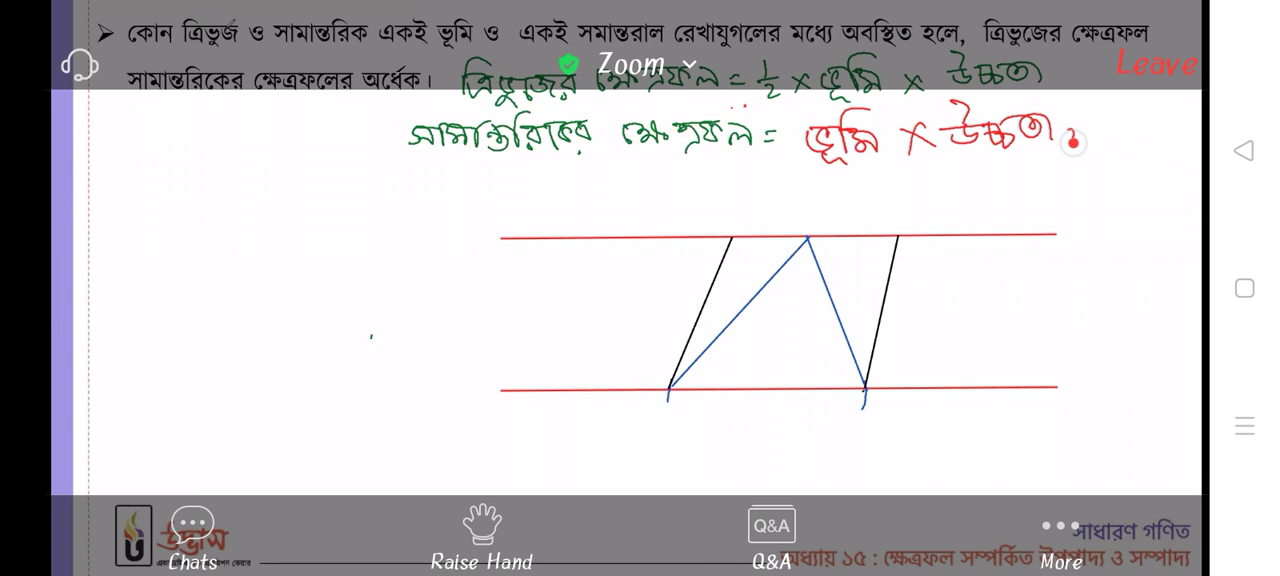 ➤ কোন ত্রিভুর্জ ও সামান্তরিক একই ভূমি ও একই সমান্তরাল রেখাযুগলের মধ্যে অবস্থিত হলে, ত্রিভুজের ক্ষেত্রফল
সামান্তরিকের ক্ষেত্রফলের অর্ধেক।
Zoom
Leave
ত্রিভুজের ক্ষেত্রফল = ½ × ভূমি × উচ্চতা
সামান্তরিকের ক্ষেত্রফল = ভূমি × উচ্চতা
উদ্ভাস
সাধারণ গণিত
অধ্যায় ১৫ : ক্ষেত্রফল সম্পর্কিত উপপাদ্য ও সম্পাদ্য
Chats
Raise Hand
Q&A
Q&A
More